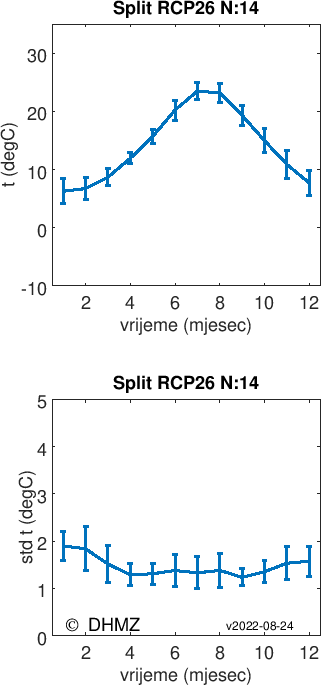 Split RCP26 N:14
30
20
10
0
-10
t (degC)
2 4 6 8 10 12
vrijeme (mjesec)
Split RCP26 N:14
5
4
3
2
1
0
std t (degC)
© DHMZ v2022-08-24
2 4 6 8 10 12
vrijeme (mjesec)